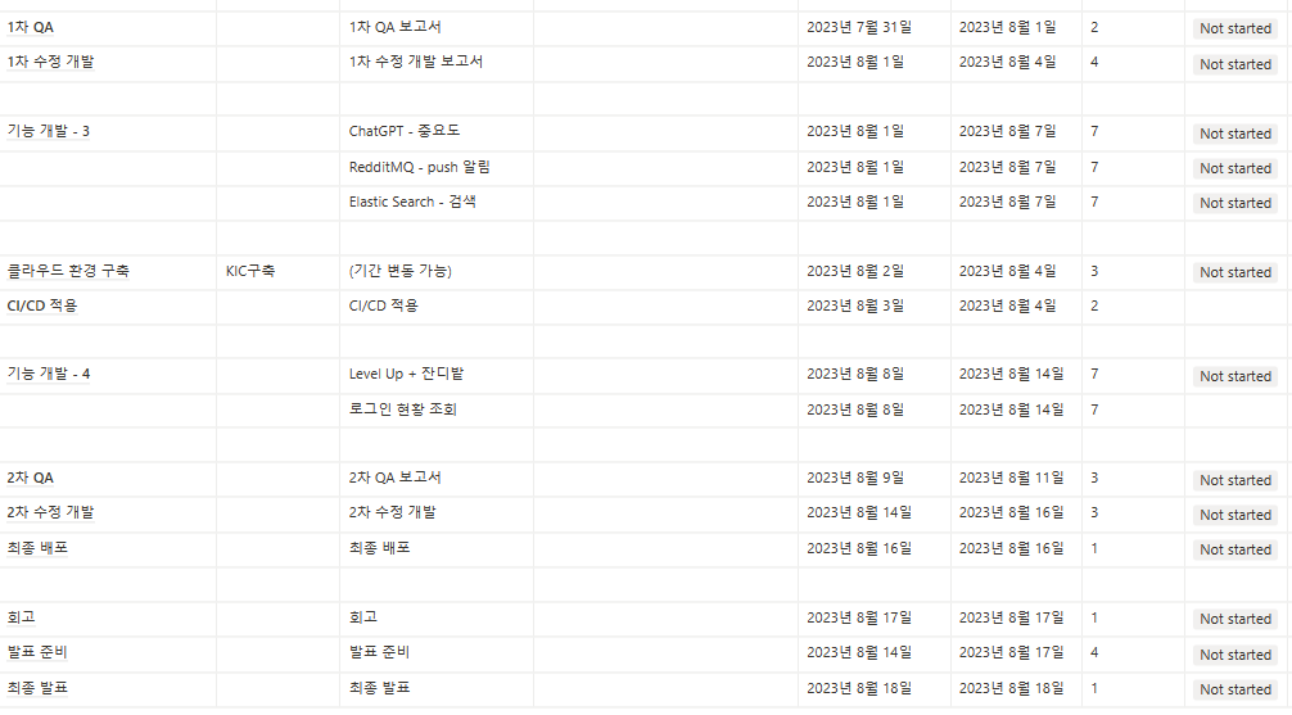 1차 QA 1차 QA 보고서 2023년 7월 31일 2023년 8월 1일 2 Not started
1차 수정 개발 1차 수정 개발 보고서 2023년 8월 1일 2023년 8월 4일 4 Not started
기능 개발 - 3 ChatGPT - 중요도 2023년 8월 1일 2023년 8월 7일 7 Not started
RedditMQ - push 알림 2023년 8월 1일 2023년 8월 7일 7 Not started
Elastic Search - 검색 2023년 8월 1일 2023년 8월 7일 7 Not started
클라우드 환경 구축 KIC구축 (기간 변동 가능) 2023년 8월 2일 2023년 8월 4일 3 Not started
CI/CD 적용 CI/CD 적용 2023년 8월 3일 2023년 8월 4일 2
기능 개발 - 4 Level Up + 잔디밭 2023년 8월 8일 2023년 8월 14일 7 Not started
로그인 현황 조회 2023년 8월 8일 2023년 8월 14일 7
2차 QA 2차 QA 보고서 2023년 8월 9일 2023년 8월 11일 3 Not started
2차 수정 개발 2차 수정 개발 2023년 8월 14일 2023년 8월 16일 3 Not started
최종 배포 최종 배포 2023년 8월 16일 2023년 8월 16일 1 Not started
회고 회고 2023년 8월 17일 2023년 8월 17일 1 Not started
발표 준비 발표 준비 2023년 8월 14일 2023년 8월 17일 4 Not started
최종 발표 최종 발표 2023년 8월 18일 2023년 8월 18일 1 Not started